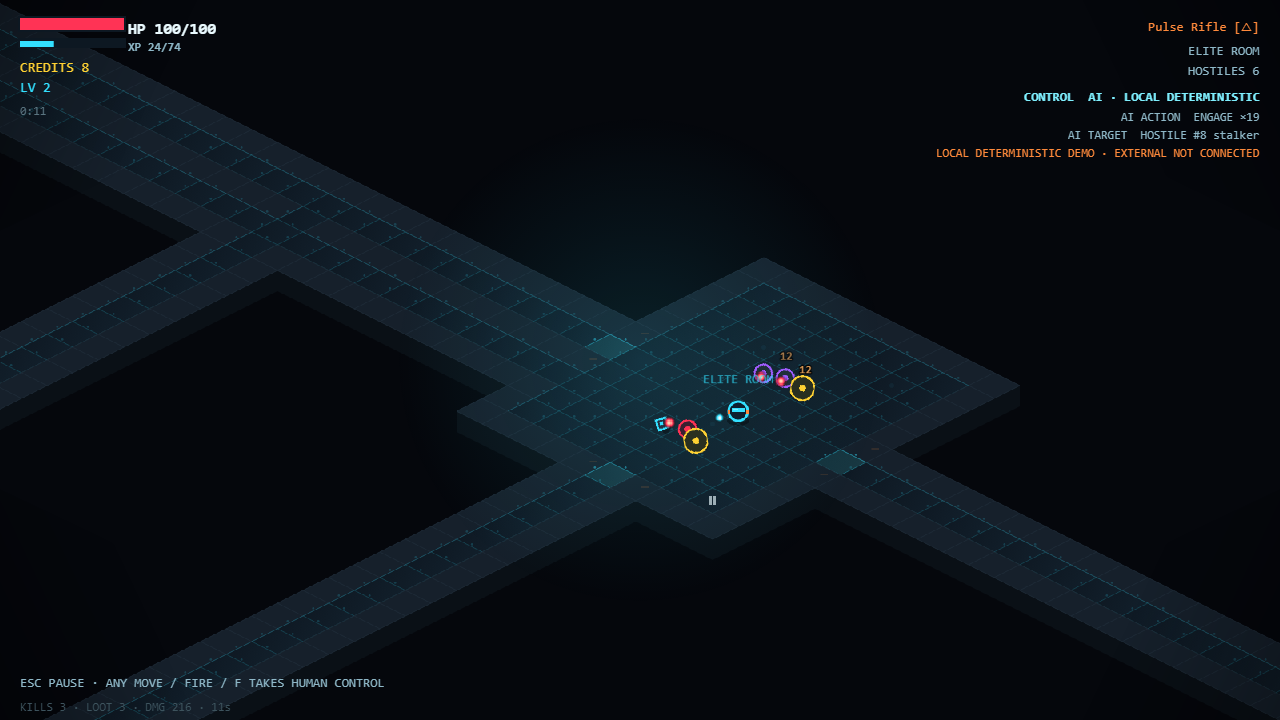 HP 100/100
XP 24/74
CREDITS 8
LV 2
0:11
Pulse Rifle [△]
ELITE ROOM
HOSTILES 6
CONTROL AI · LOCAL DETERMINISTIC
AI ACTION ENGAGE ×19
AI TARGET HOSTILE #8 stalker
LOCAL DETERMINISTIC DEMO · EXTERNAL NOT CONNECTED
12
12
ELITE ROOM
ESC PAUSE · ANY MOVE / FIRE / F TAKES HUMAN CONTROL
KILLS 3 · LOOT 3 · DMG 216 · 11s